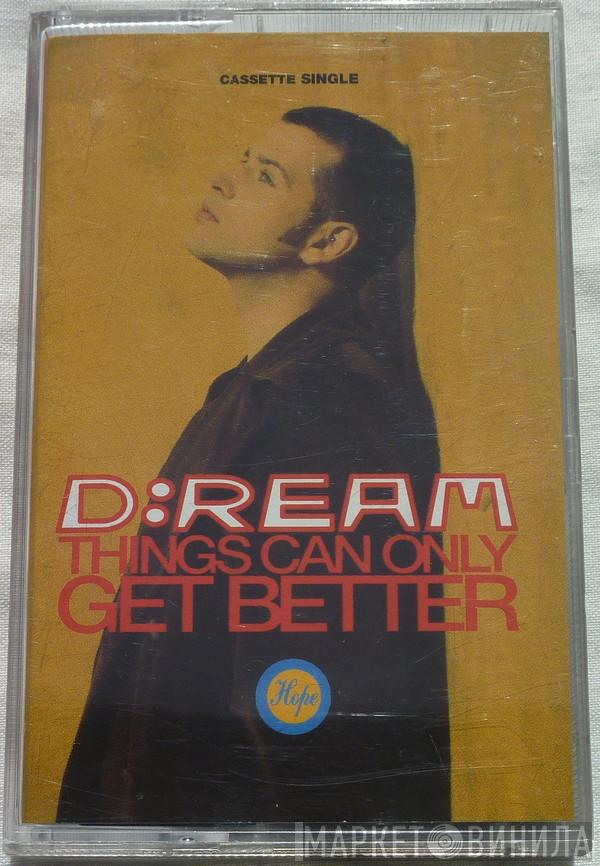 CASSETTE SINGLE
D:REAM
THINGS CAN ONLY
GET BETTER
Hope
МАРКЕТ ВИНИЛА